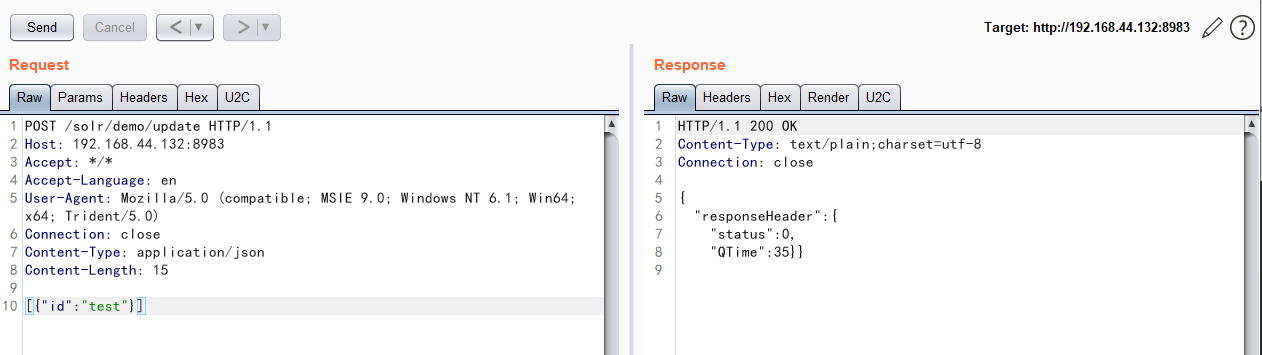 Send Cancel < > Target: http://192.168.44.132:8983 ?
Request
Raw Params Headers Hex U2C
1 POST /solr/demo/update HTTP/1.1
2 Host: 192.168.44.132:8983
3 Accept: */*
4 Accept-Language: en
5 User-Agent: Mozilla/5.0 (compatible; MSIE 9.0; Windows NT 6.1; Win64;
x64; Trident/5.0)
6 Connection: close
7 Content-Type: application/json
8 Content-Length: 15
9
10 [{"id":"test"}]
Response
Raw Headers Hex Render U2C
1 HTTP/1.1 200 OK
2 Content-Type: text/plain;charset=utf-8
3 Connection: close
4
5 {
6 "responseHeader":{
7 "status":0,
8 "QTime":35}}
9